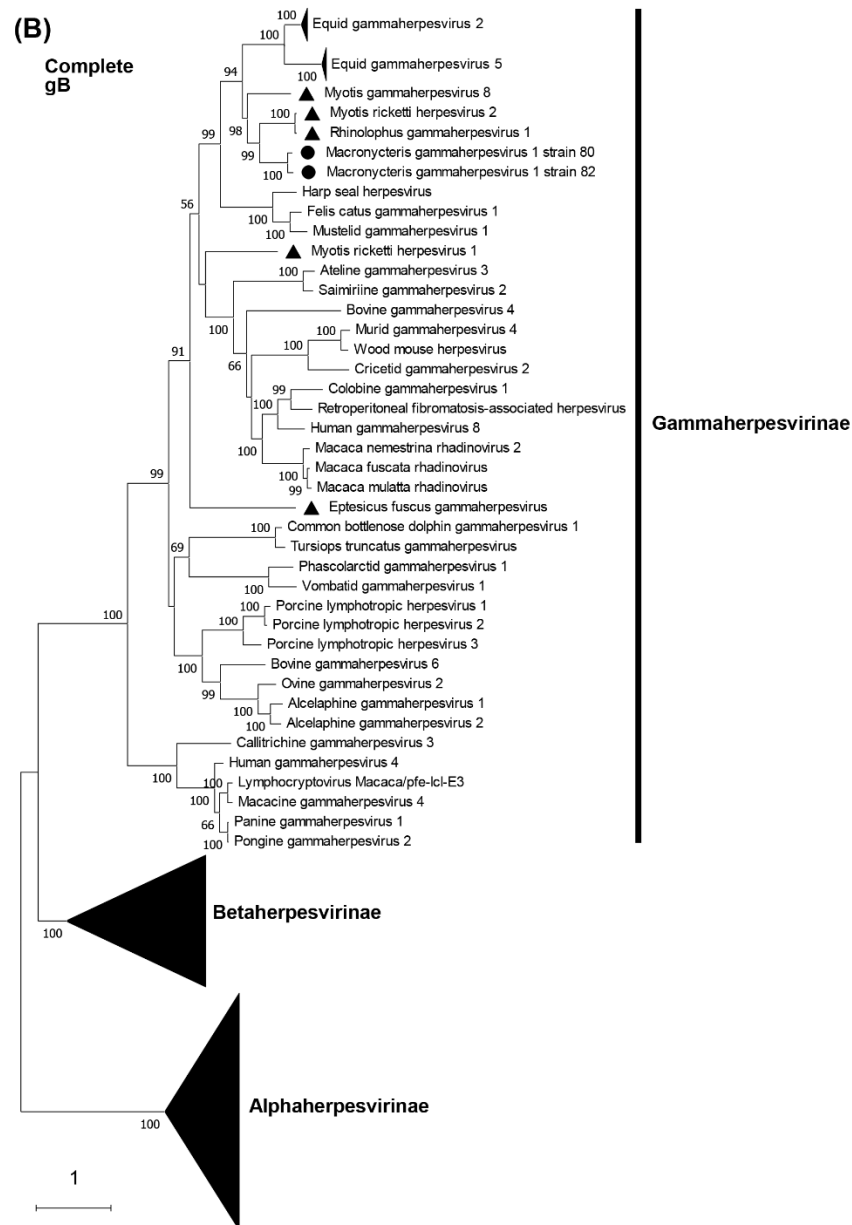 (B)
Complete
gB
100
Equid gammaherpesvirus 2
100
Equid gammaherpesvirus 5
100
94
Myotis gammaherpesvirus 8
100
Myotis ricketti herpesvirus 2
98
Rhinolophus gammaherpesvirus 1
99
99
Macronycteris gammaherpesvirus 1 strain 80
100
Macronycteris gammaherpesvirus 1 strain 82
Harp seal herpesvirus
56
100
Felis catus gammaherpesvirus 1
100
Mustelid gammaherpesvirus 1
Myotis ricketti herpesvirus 1
100
Ateline gammaherpesvirus 3
Saimiriine gammaherpesvirus 2
100
Bovine gammaherpesvirus 4
100
Murid gammaherpesvirus 4
91
100
Wood mouse herpesvirus
66
Cricetid gammaherpesvirus 2
99
Colobine gammaherpesvirus 1
100
Retroperitoneal fibromatosis-associated herpesvirus
Human gammaherpesvirus 8
Gammaherpesvirinae
100
100
Macaca nemestrina rhadinovirus 2
Macaca fuscata rhadinovirus
99
99
Macaca mulatta rhadinovirus
Eptesicus fuscus gammaherpesvirus
100
Common bottlenose dolphin gammaherpesvirus 1
69
Tursiops truncatus gammaherpesvirus
Phascolarctid gammaherpesvirus 1
100
Vombatid gammaherpesvirus 1
100
100
Porcine lymphotropic herpesvirus 1
100
Porcine lymphotropic herpesvirus 2
Porcine lymphotropic herpesvirus 3
100
Bovine gammaherpesvirus 6
99
Ovine gammaherpesvirus 2
100
Alcelaphine gammaherpesvirus 1
100
Alcelaphine gammaherpesvirus 2
Callitrichine gammaherpesvirus 3
100
Human gammaherpesvirus 4
100
Lymphocryptovirus Macaca/pfe-lcl-E3
100
Macacine gammaherpesvirus 4
66
Panine gammaherpesvirus 1
100
Pongine gammaherpesvirus 2
Betaherpesvirinae
100
Alphaherpesvirinae
100
1